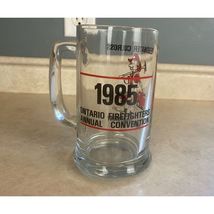 1985
ONTARIO FIREFIGHTERS
ANNUAL CONVENTION